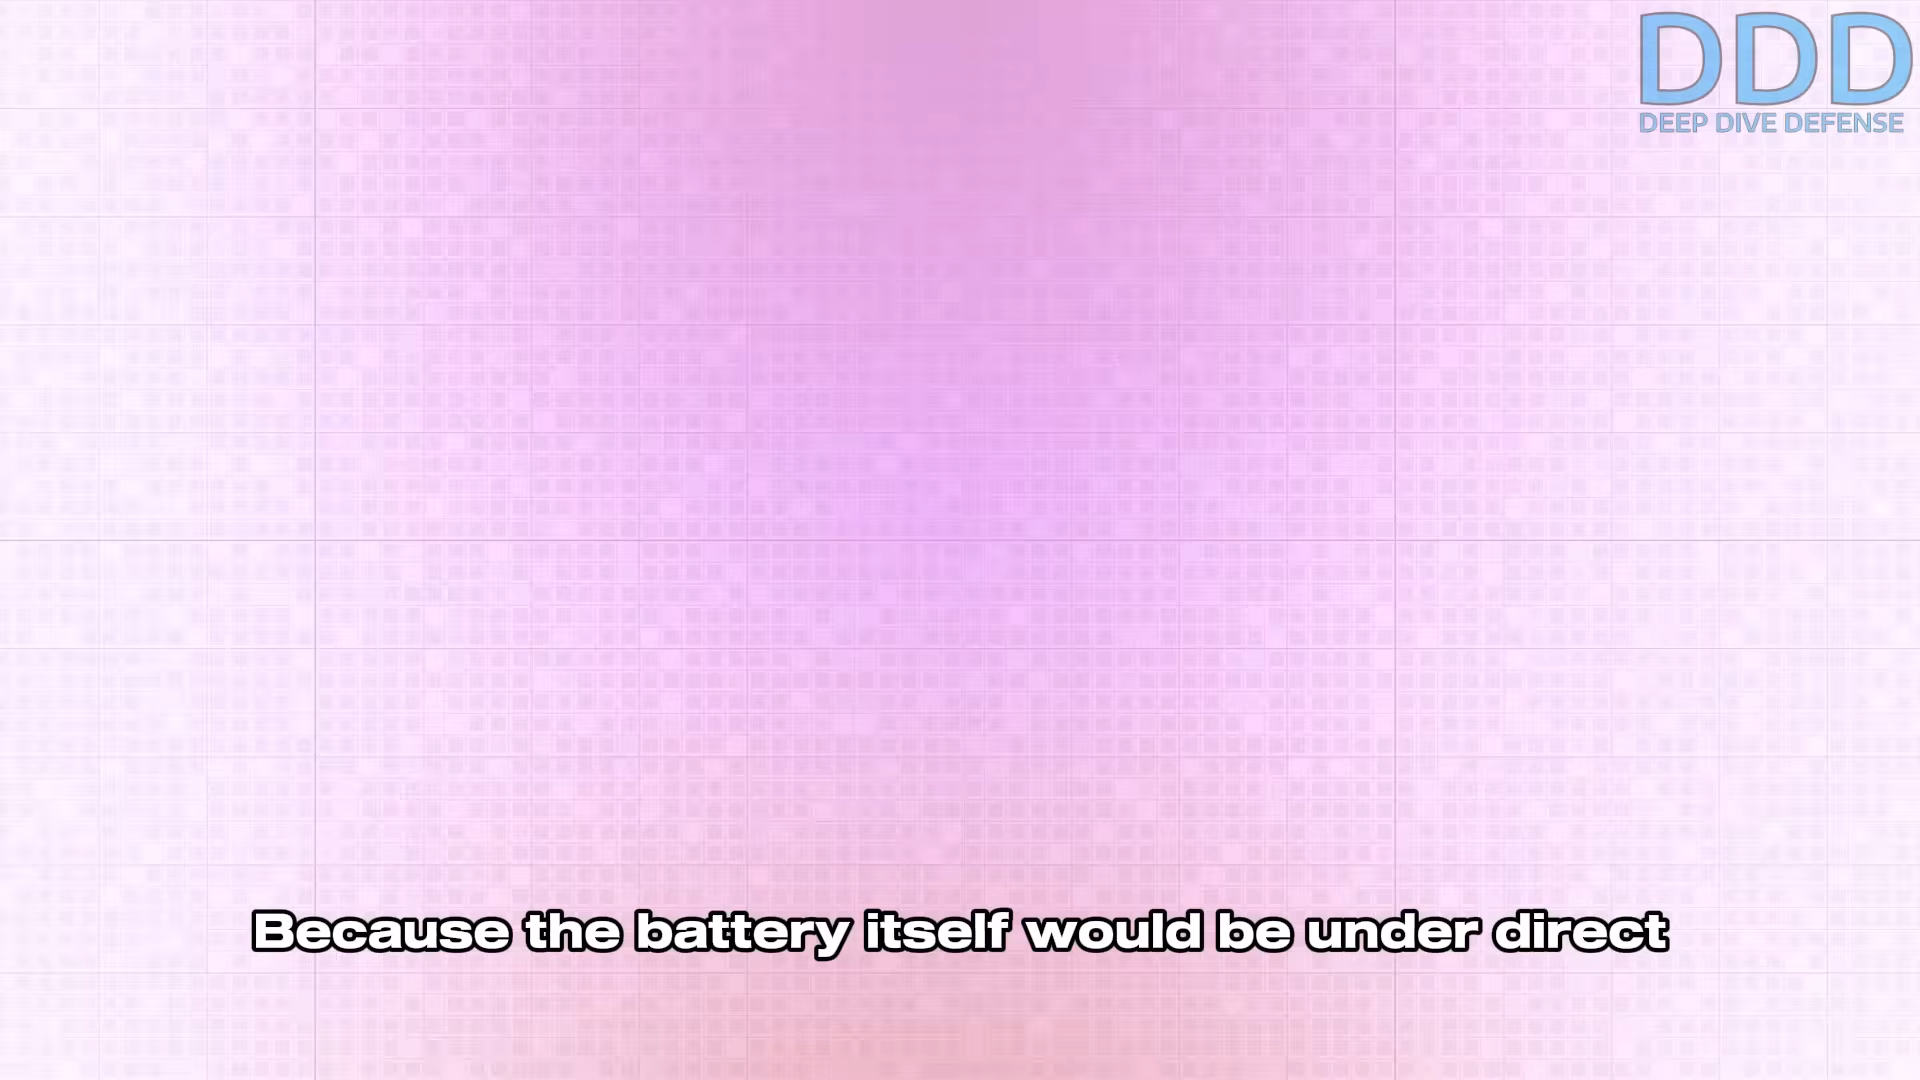 DDD
DEEP DIVE DEFENSE
Because the battery itself would be under direct